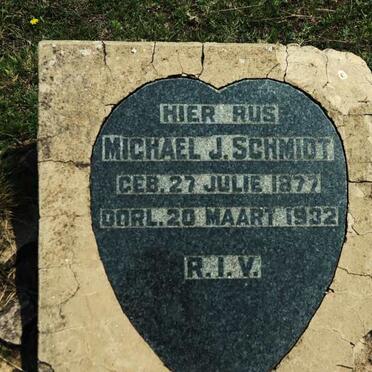 HIER RUS
MICHAEL J. SCHMIDT
GEB. 27 JULIE 1877
OORL. 20 MAART 1932
R.I.V.